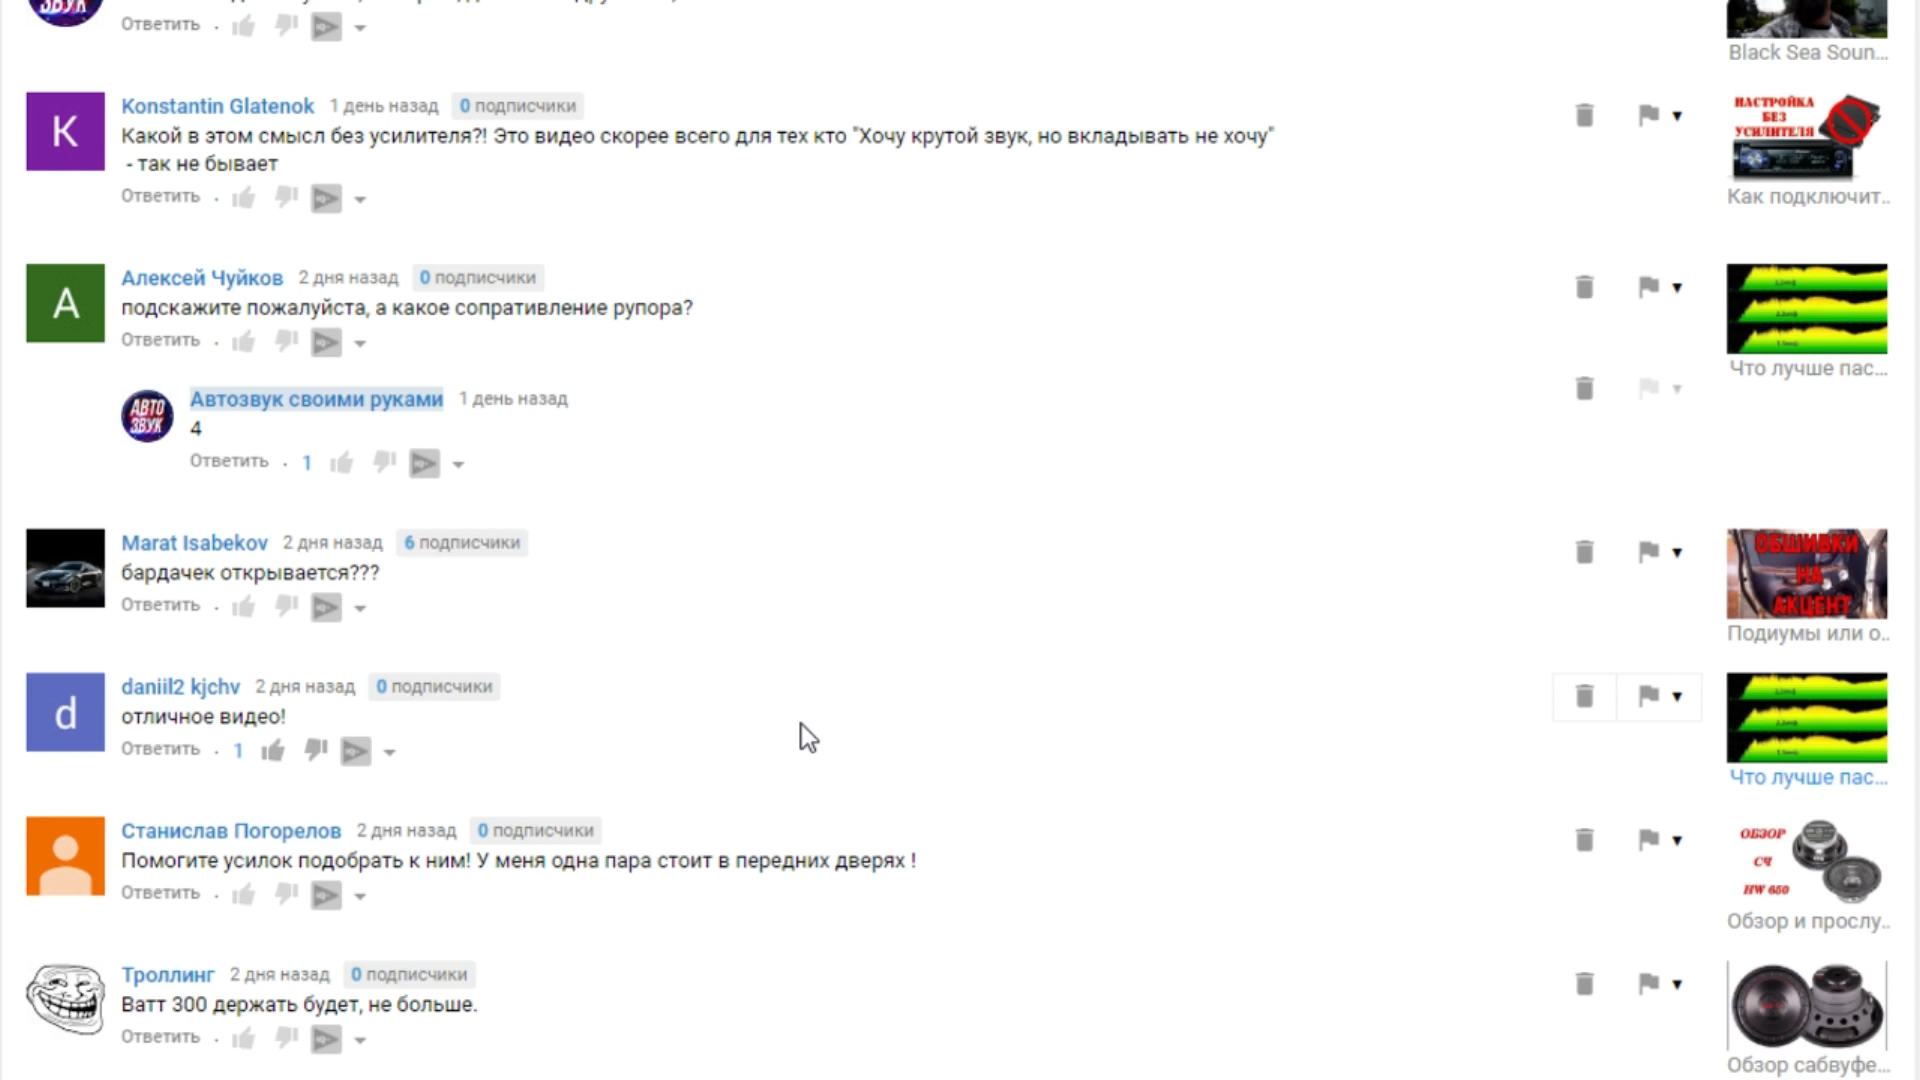 Ответить
Black Sea Soun...
K
Konstantin Glatenok 1 день назад 0 подписчики
Какой в этом смысл без усилителя?! Это видео скорее всего для тех кто "Хочу крутой звук, но вкладывать не хочу"
- так не бывает
Ответить
НАСТРОЙКА
БЕЗ
УСИЛИТЕЛЯ
Как подключит..
А
Алексей Чуйков 2 дня назад 0 подписчики
подскажите пожалуйста, а какое сопративление рупора?
Ответить
Что лучше пас...
АВТО
ЗВУК
Автозвук своими руками 1 день назад
4
Ответить · 1
Marat Isabekov 2 дня назад 6 подписчики
бардачек открывается???
Ответить
ОБШИВКИ
НА
АКЦЕНТ
Подиумы или о..
d
daniil2 kjchv 2 дня назад 0 подписчики
отличное видео!
Ответить · 1
Что лучше пас...
Станислав Погорелов 2 дня назад 0 подписчики
Помогите усилок подобрать к ним! У меня одна пара стоит в передних дверях !
Ответить
ОБЗОР
СЧ
HW 650
Обзор и прослу..
Троллинг 2 дня назад 0 подписчики
Ватт 300 держать будет, не больше.
Ответить
Обзор сабвуфе...